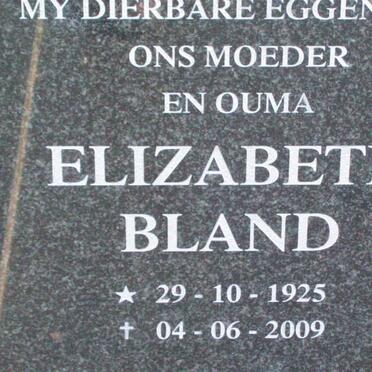 MY DIERBARE EGGEN
ONS MOEDER
EN OUMA
ELIZABET
BLAND
★ 29 - 10 - 1925
✝ 04 - 06 - 2009